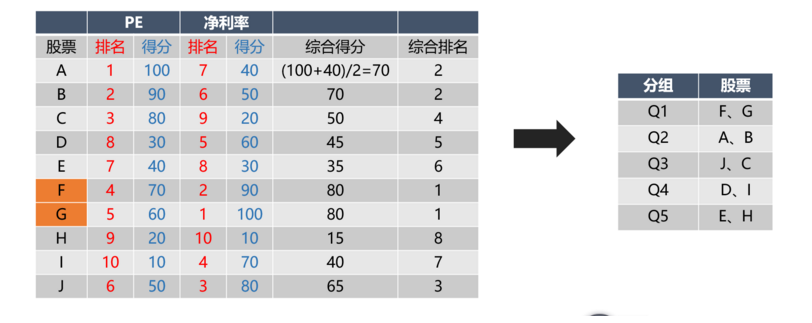 PE 净利率
股票 排名 得分 排名 得分 综合得分 综合排名
A 1 100 7 40 (100+40)/2=70 2
B 2 90 6 50 70 2
C 3 80 9 20 50 4
D 8 30 5 60 45 5
E 7 40 8 30 35 6
F 4 70 2 90 80 1
G 5 60 1 100 80 1
H 9 20 10 10 15 8
I 10 10 4 70 40 7
J 6 50 3 80 65 3
分组 股票
Q1 F、G
Q2 A、B
Q3 J、C
Q4 D、I
Q5 E、H